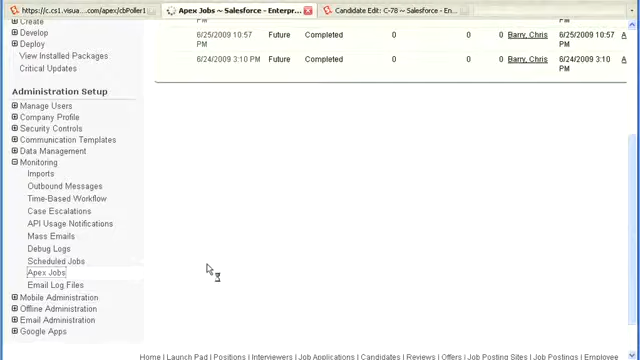 https://c.cs1.visua... com/apex/cbPoller1
Apex Jobs ~ Salesforce - Enterpr...
Candidate Edit: C-78 ~ Salesforce - En...
Create
PM
PM
Develop
6/25/2009 10:57 PM Future Completed 0 0 0 Barry, Chris 6/25/2009 10:57 PM A
Deploy
View Installed Packages
6/24/2009 3:10 PM Future Completed 0 0 0 Barry, Chris 6/24/2009 3:10 PM A
Critical Updates
Administration Setup
Manage Users
Company Profile
Security Controls
Communication Templates
Data Management
Monitoring
Imports
Outbound Messages
Time-Based Workflow
Case Escalations
API Usage Notifications
Mass Emails
Debug Logs
Scheduled Jobs
Apex Jobs
Email Log Files
Mobile Administration
Offline Administration
Email Administration
Google Apps
Home | Launch Pad | Positions | Interviewers | Job Applications | Candidates | Reviews | Offers | Job Posting Sites | Job Postings | Employee